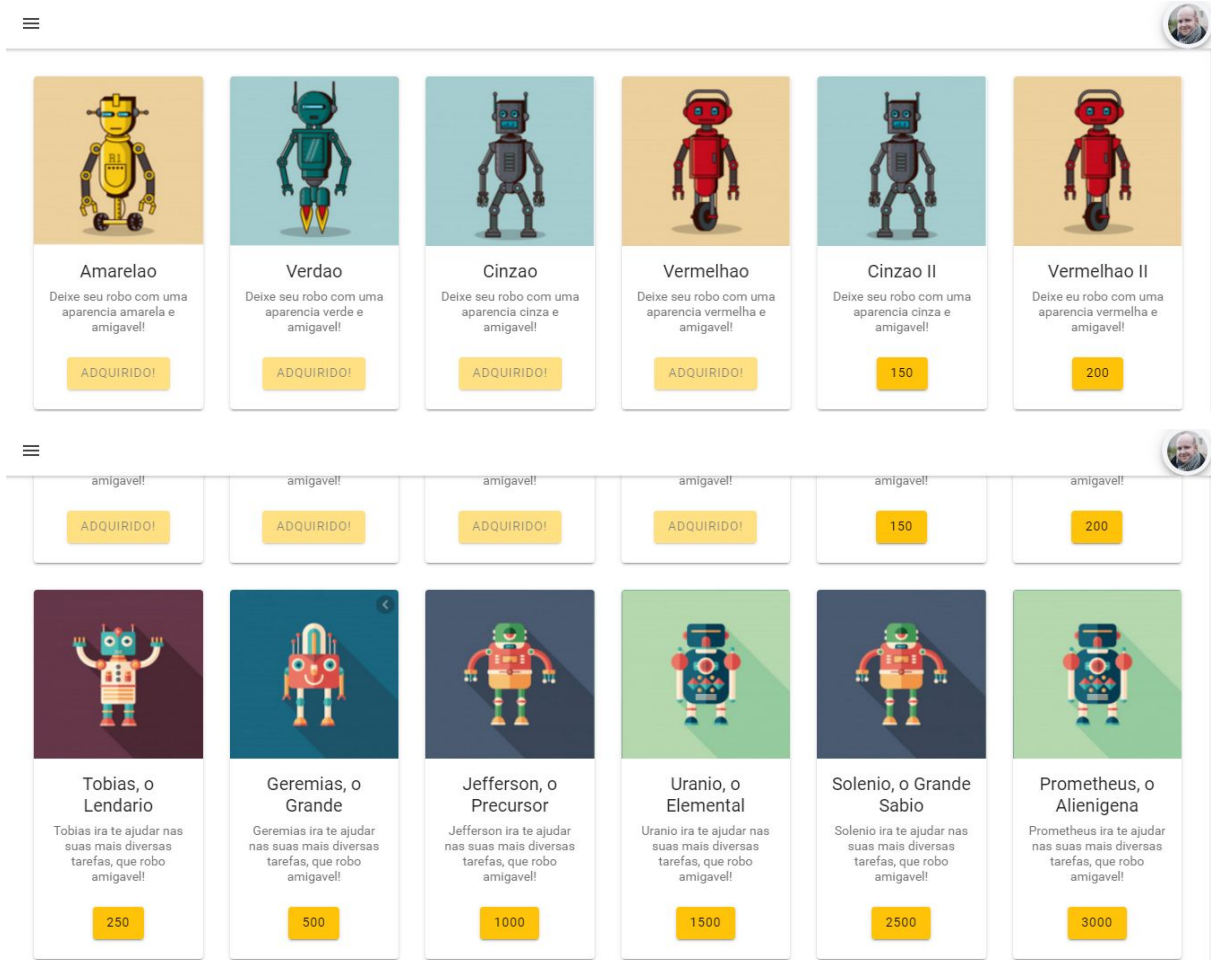 R1
Amarelao
Deixe seu robo com uma
aparencia amarela e
amigavel!
ADQUIRIDO!
Verdao
Deixe seu robo com uma
aparencia verde e
amigavel!
ADQUIRIDO!
Cinzao
Deixe seu robo com uma
aparencia cinza e
amigavel!
ADQUIRIDO!
Vermelhao
Deixe seu robo com uma
aparencia vermelha e
amigavel!
ADQUIRIDO!
Cinzao II
Deixe seu robo com uma
aparencia cinza e
amigavel!
150
Vermelhao II
Deixe eu robo com uma
aparencia vermelha e
amigavel!
200
amigavel!
ADQUIRIDO!
amigavel!
ADQUIRIDO!
amigavel!
ADQUIRIDO!
amigavel!
ADQUIRIDO!
amigavel!
150
amigavel!
200
Tobias, o
Lendario
Tobias ira te ajudar nas
suas mais diversas
tarefas, que robo
amigavel!
250
Geremias, o
Grande
Geremias ira te ajudar
nas suas mais diversas
tarefas, que robo
amigavel!
500
Jefferson, o
Precursor
Jefferson ira te ajudar
nas suas mais diversas
tarefas, que robo
amigavel!
1000
Uranio, o
Elemental
Uranio ira te ajudar nas
suas mais diversas
tarefas, que robo
amigavel!
1500
Solenio, o Grande
Sabio
Solenio ira te ajudar nas
suas mais diversas
tarefas, que robo
amigavel!
2500
Prometheus, o
Alienigena
Prometheus ira te ajudar
nas suas mais diversas
tarefas, que robo
amigavel!
3000